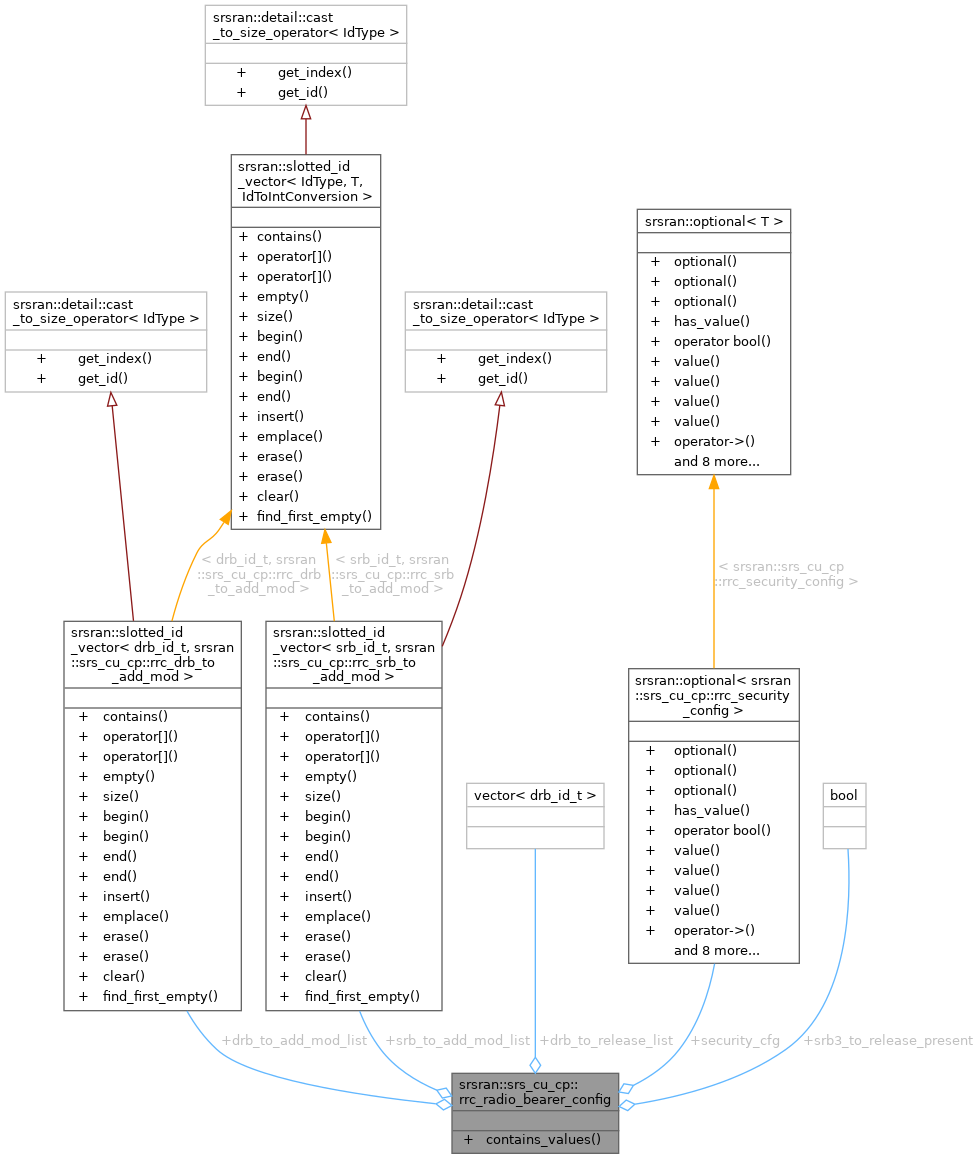 srsran::detail::cast
_to_size_operator< IdType >
+ get_index()
+ get_id()
srsran::slotted_id
_vector< IdType, T,
IdToIntConversion >
+ contains()
+ operator[]()
+ operator[]()
+ empty()
+ size()
+ begin()
+ end()
+ begin()
+ end()
+ insert()
+ emplace()
+ erase()
+ erase()
+ clear()
+ find_first_empty()
srsran::optional< T >
+ optional()
+ optional()
+ optional()
+ has_value()
+ operator bool()
+ value()
+ value()
+ value()
+ value()
+ operator->()
and 8 more...
srsran::detail::cast
_to_size_operator< IdType >
+ get_index()
+ get_id()
srsran::detail::cast
_to_size_operator< IdType >
+ get_index()
+ get_id()
< drb_id_t, srsran
::srs_cu_cp::rrc_drb
_to_add_mod >
< srb_id_t, srsran
::srs_cu_cp::rrc_srb
_to_add_mod >
< srsran::srs_cu_cp
::rrc_security_config >
srsran::slotted_id
_vector< drb_id_t, srsran
::srs_cu_cp::rrc_drb_to
_add_mod >
+ contains()
+ operator[]()
+ operator[]()
+ empty()
+ size()
+ begin()
+ begin()
+ end()
+ end()
+ insert()
+ emplace()
+ erase()
+ erase()
+ clear()
+ find_first_empty()
srsran::slotted_id
_vector< srb_id_t, srsran
::srs_cu_cp::rrc_srb_to
_add_mod >
+ contains()
+ operator[]()
+ operator[]()
+ empty()
+ size()
+ begin()
+ begin()
+ end()
+ end()
+ insert()
+ emplace()
+ erase()
+ erase()
+ clear()
+ find_first_empty()
vector< drb_id_t >
srsran::optional< srsran
::srs_cu_cp::rrc_security
_config >
+ optional()
+ optional()
+ optional()
+ has_value()
+ operator bool()
+ value()
+ value()
+ value()
+ value()
+ operator->()
and 8 more...
bool
+drb_to_add_mod_list
+srb_to_add_mod_list
+drb_to_release_list
+security_cfg
+srb3_to_release_present
srsran::srs_cu_cp::
rrc_radio_bearer_config
+ contains_values()